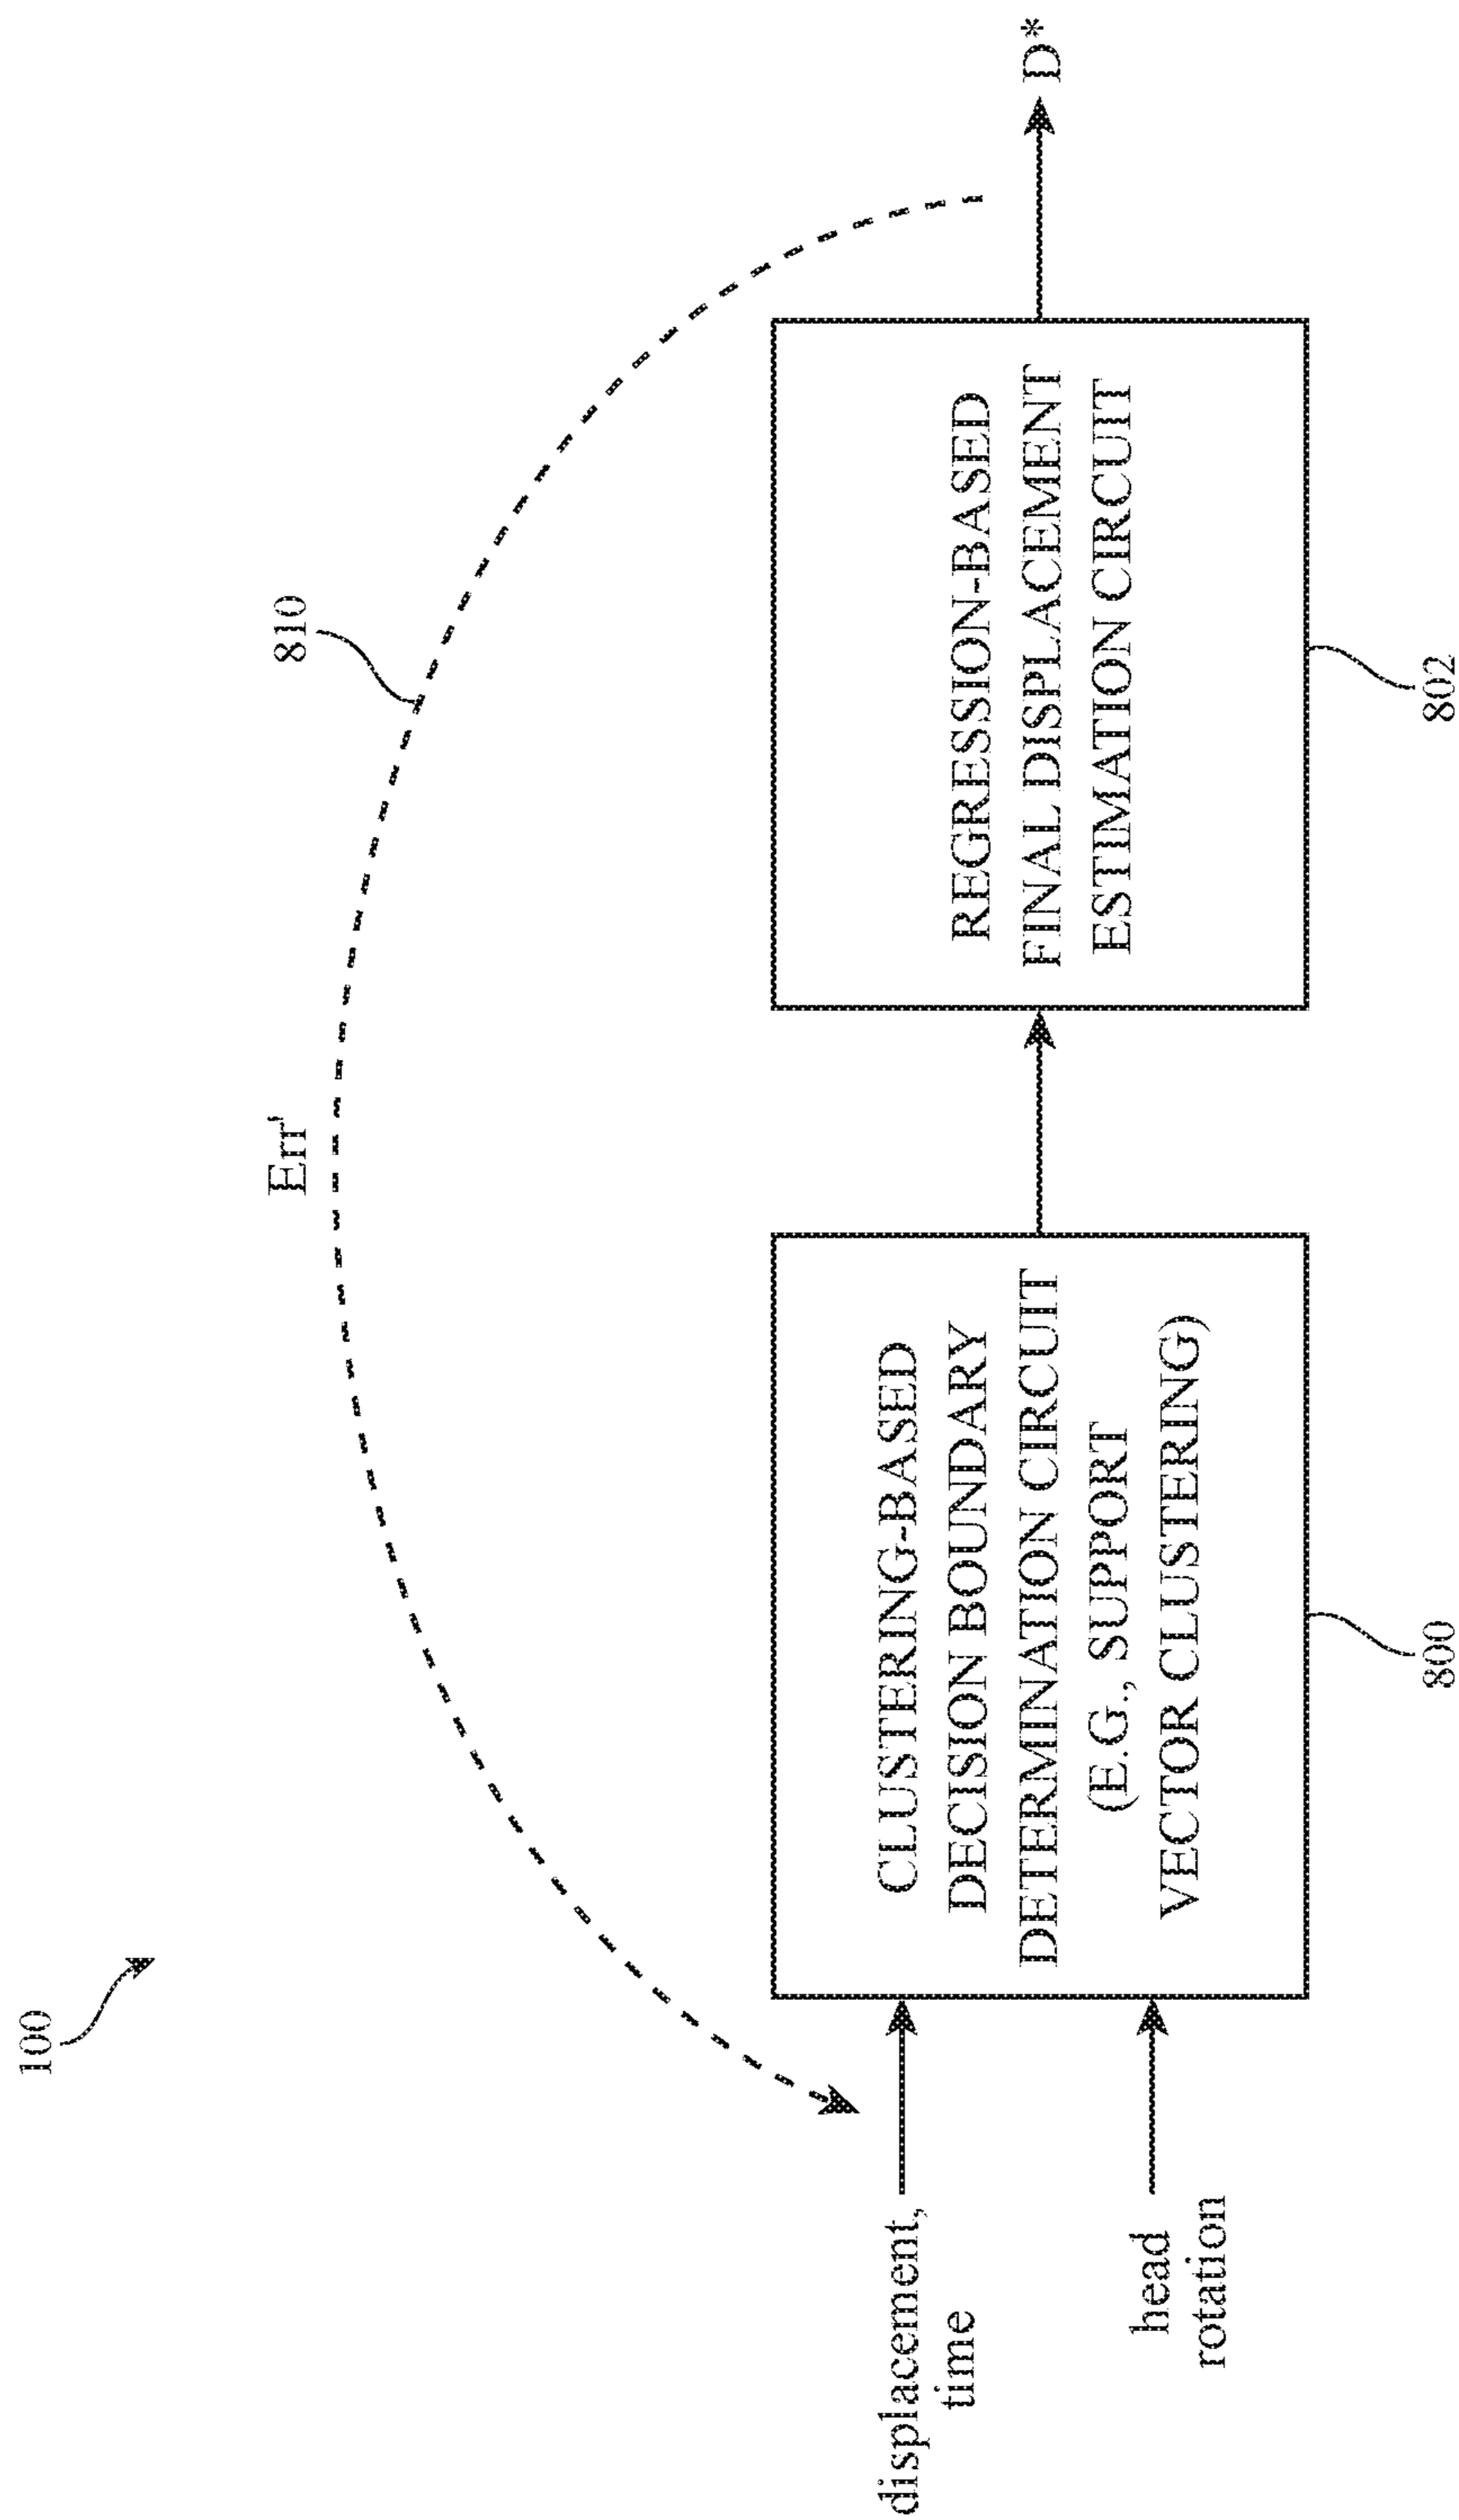 100
Err'
810
displacement,
time
head
rotation
CLUSTERING-BASED
DECISION BOUNDARY
DETERMINATION CIRCUIT
(E.G., SUPPORT
VECTOR CLUSTERING)
800
REGRESSION-BASED
FINAL DISPLACEMENT
ESTIMATION CIRCUIT
802
D*